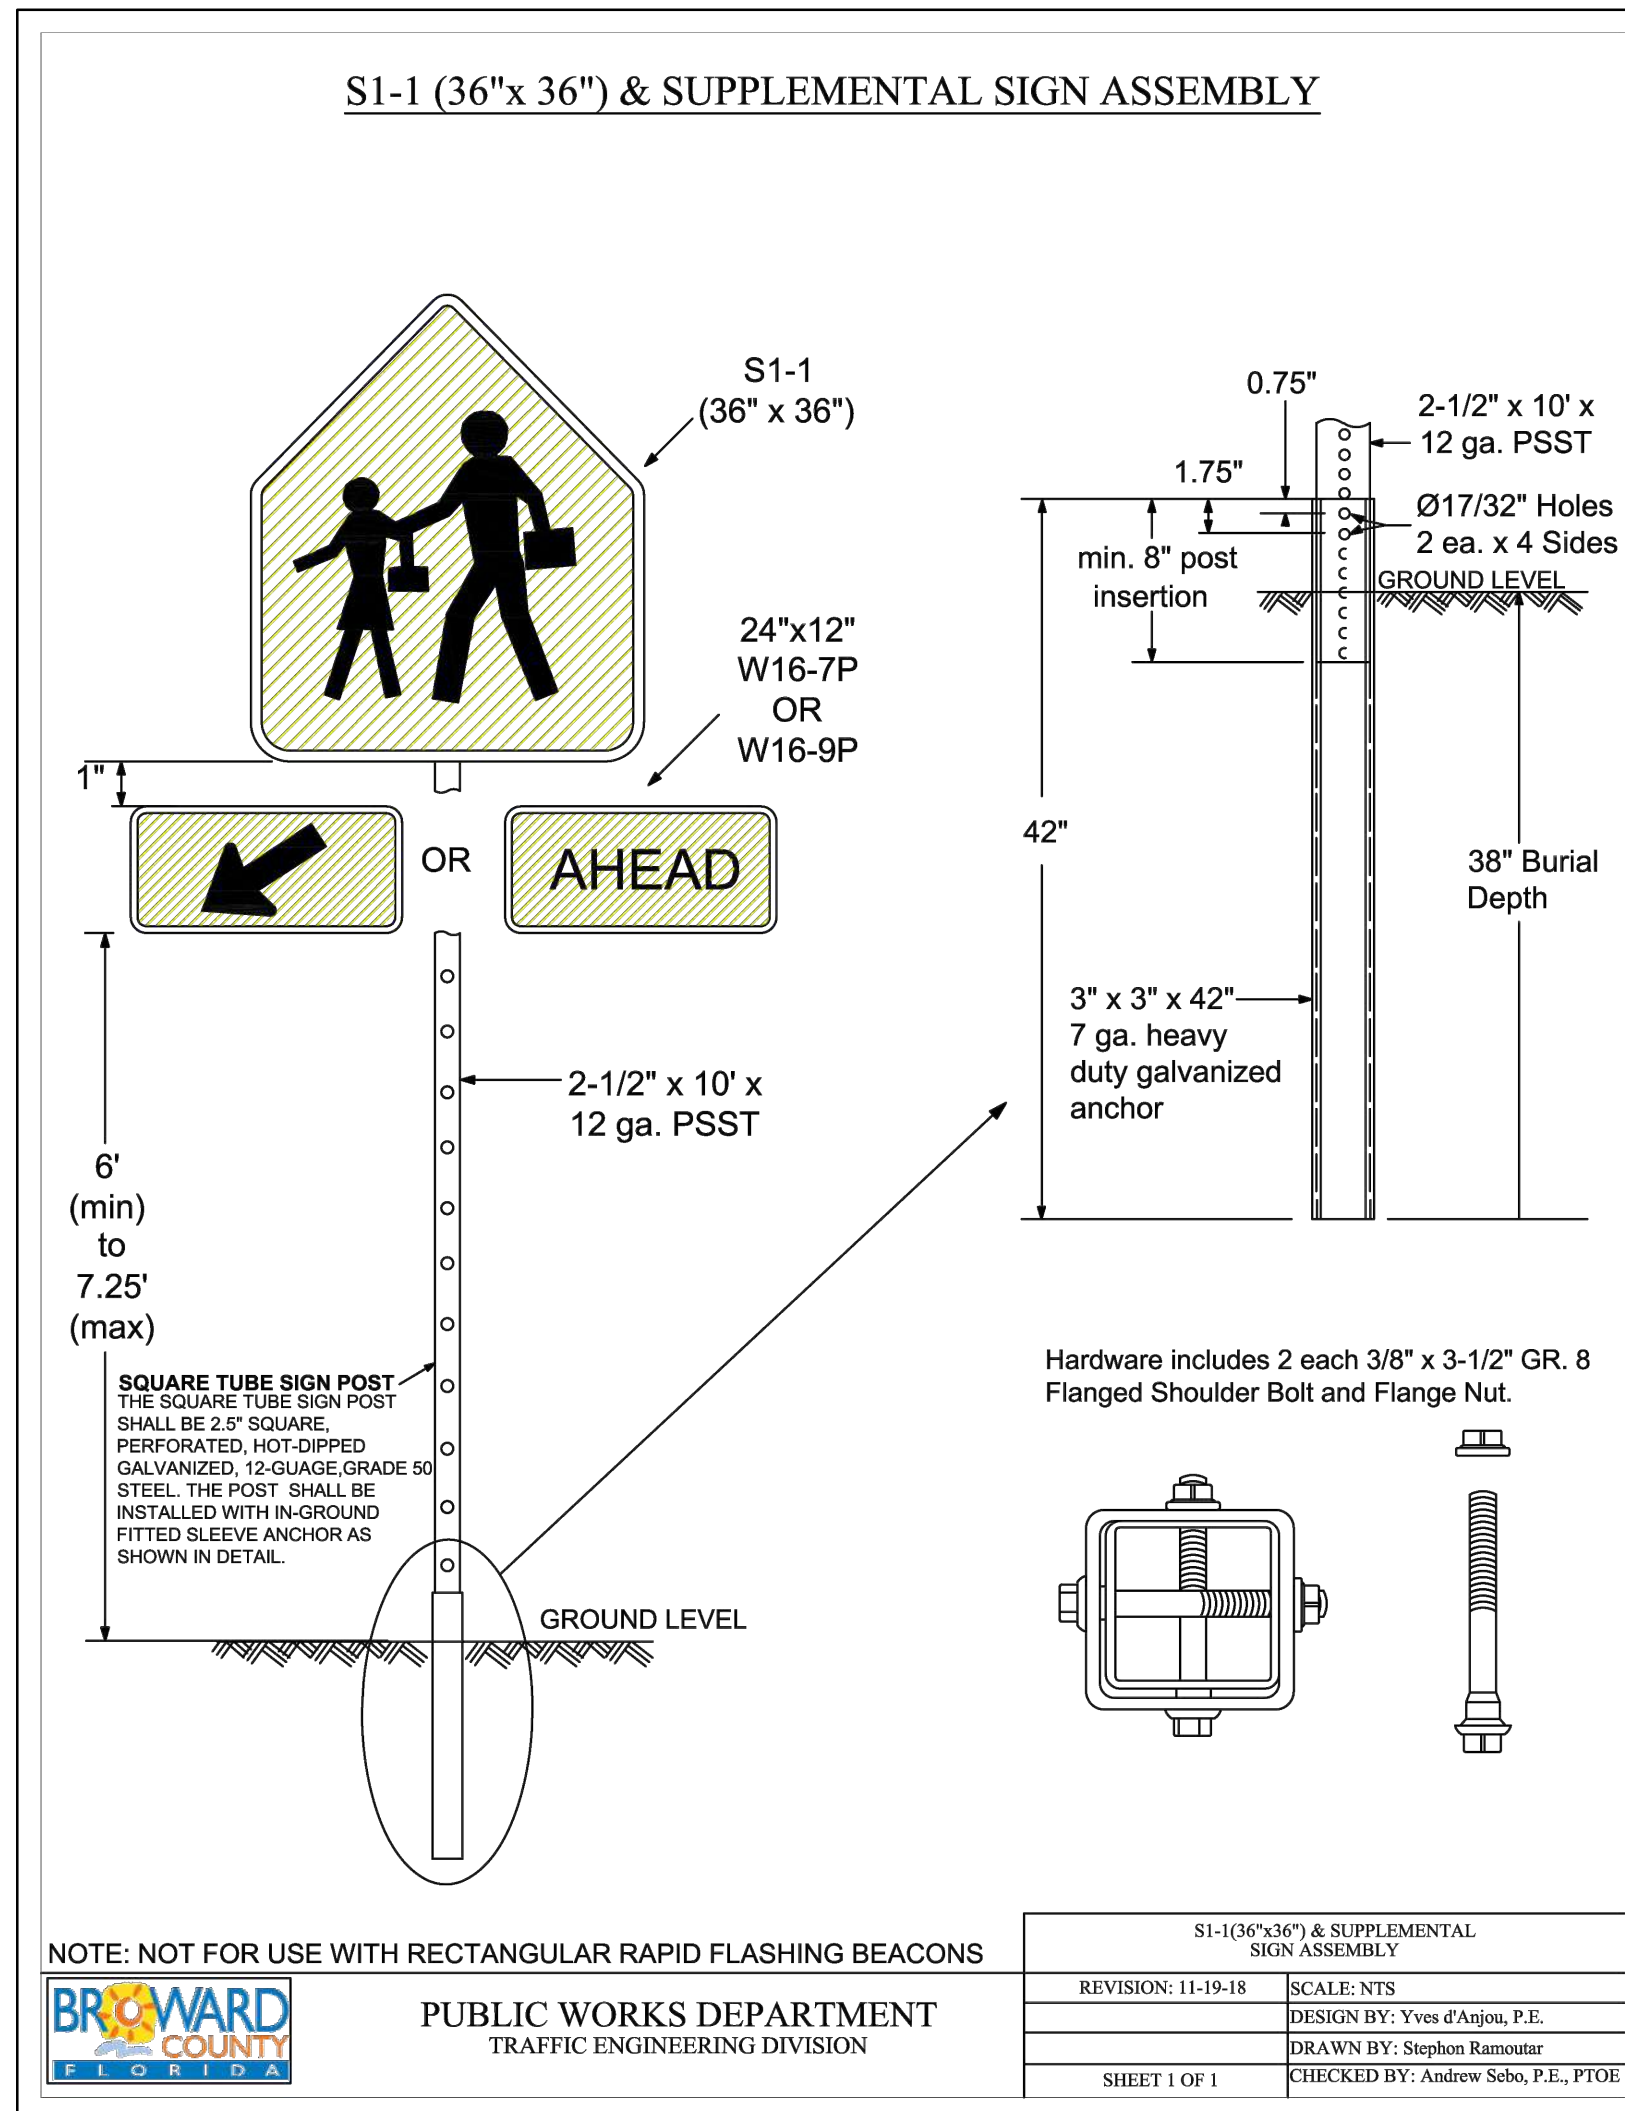 S1-1 (36"x 36") & SUPPLEMENTAL SIGN ASSEMBLY
S1-1
(36" x 36")
24"x12"
W16-7P
OR
W16-9P
1"
OR
AHEAD
2-1/2" x 10' x
12 ga. PSST
6'
(min)
to
7.25'
(max)
SQUARE TUBE SIGN POST
THE SQUARE TUBE SIGN POST
SHALL BE 2.5" SQUARE,
PERFORATED, HOT-DIPPED
GALVANIZED, 12-GUAGE,GRADE 50
STEEL. THE POST SHALL BE
INSTALLED WITH IN-GROUND
FITTED SLEEVE ANCHOR AS
SHOWN IN DETAIL.
GROUND LEVEL
0.75"
2-1/2" x 10' x
12 ga. PSST
1.75"
Ø17/32" Holes
2 ea. x 4 Sides
min. 8" post
insertion
GROUND LEVEL
42"
38" Burial
Depth
3" x 3" x 42"
7 ga. heavy
duty galvanized
anchor
Hardware includes 2 each 3/8" x 3-1/2" GR. 8
Flanged Shoulder Bolt and Flange Nut.
NOTE: NOT FOR USE WITH RECTANGULAR RAPID FLASHING BEACONS
BROWARD
COUNTY
FLORIDA
PUBLIC WORKS DEPARTMENT
TRAFFIC ENGINEERING DIVISION
S1-1(36"x36") & SUPPLEMENTAL
SIGN ASSEMBLY
REVISION: 11-19-18
SCALE: NTS
DESIGN BY: Yves d'Anjou, P.E.
DRAWN BY: Stephon Ramoutar
SHEET 1 OF 1
CHECKED BY: Andrew Sebo, P.E., PTOE